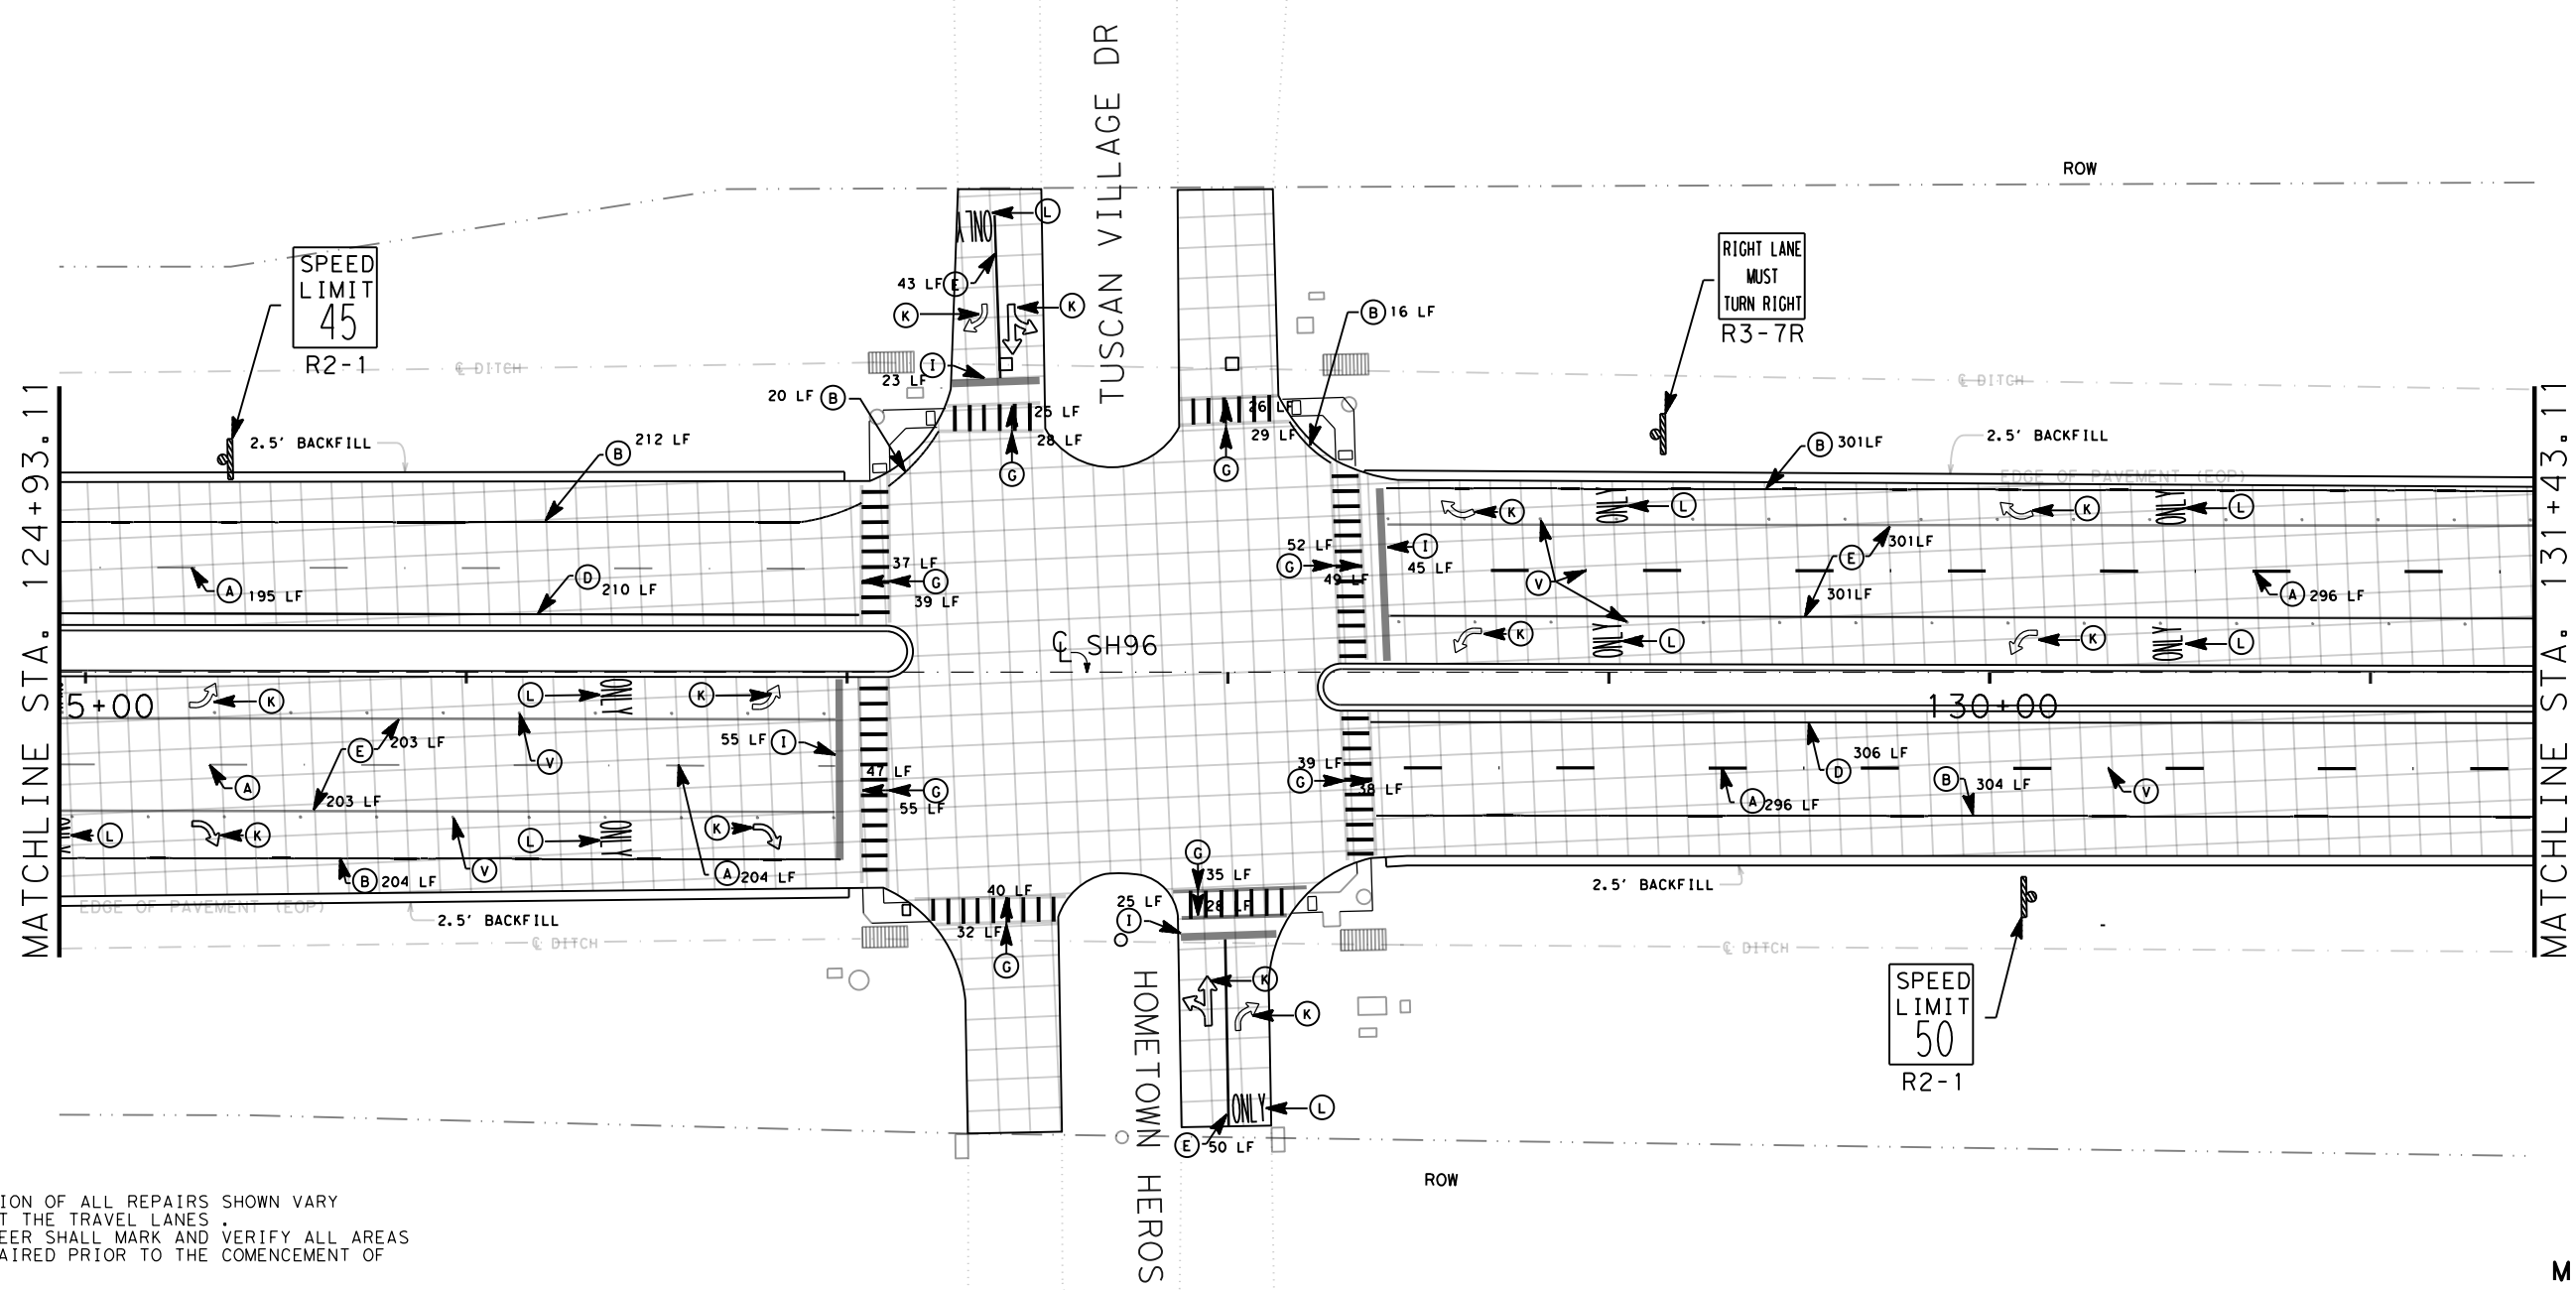 TUSCAN VILLAGE DR
ROW
SPEED
LIMIT
45
R2-1
RIGHT LANE
MUST
TURN RIGHT
R3-7R
ONLY
L
43 LF
E
K
K
I
23 LF
B
16 LF
20 LF
B
℄ DITCH
℄ DITCH
25 LF
28 LF
G
26 LF
29 LF
G
MATCHLINE STA. 124+93.11
MATCHLINE STA. 131+43.11
2.5' BACKFILL
B
212 LF
B
301LF
2.5' BACKFILL
EDGE OF PAVEMENT (EOP)
K
ONLY
L
K
ONLY
L
A
195 LF
D
210 LF
37 LF
G
39 LF
52 LF
G
49 LF
I
45 LF
V
E
301LF
301LF
A
296 LF
K
ONLY
L
K
ONLY
L
℄ SH96
5+00
K
L
ONLY
K
130+00
E
203 LF
203 LF
V
55 LF
I
A
47 LF
G
55 LF
39 LF
G
38 LF
D
306 LF
A
296 LF
B
304 LF
V
L
K
L
ONLY
K
B
204 LF
V
A
204 LF
EDGE OF PAVEMENT (EOP)
2.5' BACKFILL
℄ DITCH
40 LF
32 LF
G
G
35 LF
28 LF
25 LF
I
2.5' BACKFILL
℄ DITCH
K
K
ONLY
L
E
50 LF
HOMETOWN HEROS
SPEED
LIMIT
50
R2-1
ROW
ION OF ALL REPAIRS SHOWN VARY
T THE TRAVEL LANES .
EER SHALL MARK AND VERIFY ALL AREAS
AIRED PRIOR TO THE COMENCEMENT OF
M